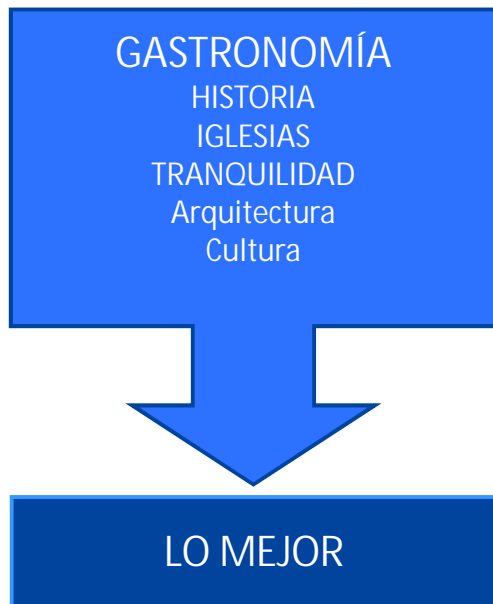 GASTRONOMÍA
HISTORIA
IGLESIAS
TRANQUILIDAD
Arquitectura
Cultura
LO MEJOR